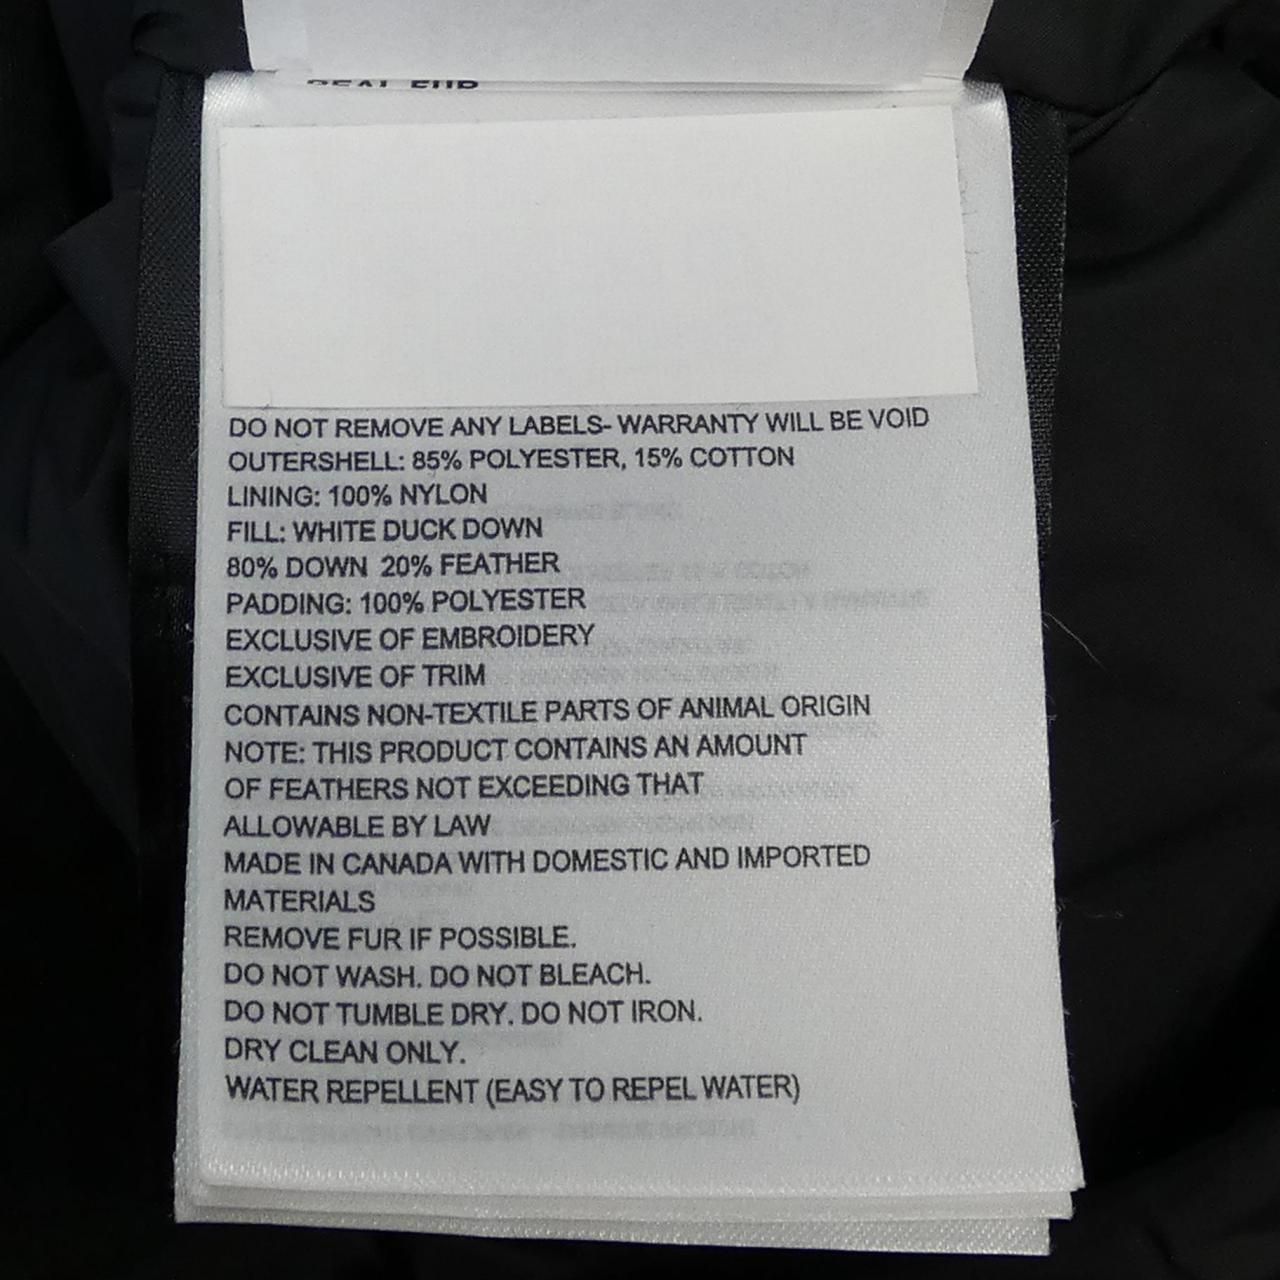 REAL FUR
DO NOT REMOVE ANY LABELS- WARRANTY WILL BE VOID
OUTERSHELL: 85% POLYESTER, 15% COTTON
LINING: 100% NYLON
FILL: WHITE DUCK DOWN
80% DOWN 20% FEATHER
PADDING: 100% POLYESTER
EXCLUSIVE OF EMBROIDERY
EXCLUSIVE OF TRIM
CONTAINS NON-TEXTILE PARTS OF ANIMAL ORIGIN
NOTE: THIS PRODUCT CONTAINS AN AMOUNT
OF FEATHERS NOT EXCEEDING THAT
ALLOWABLE BY LAW
MADE IN CANADA WITH DOMESTIC AND IMPORTED
MATERIALS
REMOVE FUR IF POSSIBLE.
DO NOT WASH. DO NOT BLEACH.
DO NOT TUMBLE DRY. DO NOT IRON.
DRY CLEAN ONLY.
WATER REPELLENT (EASY TO REPEL WATER)